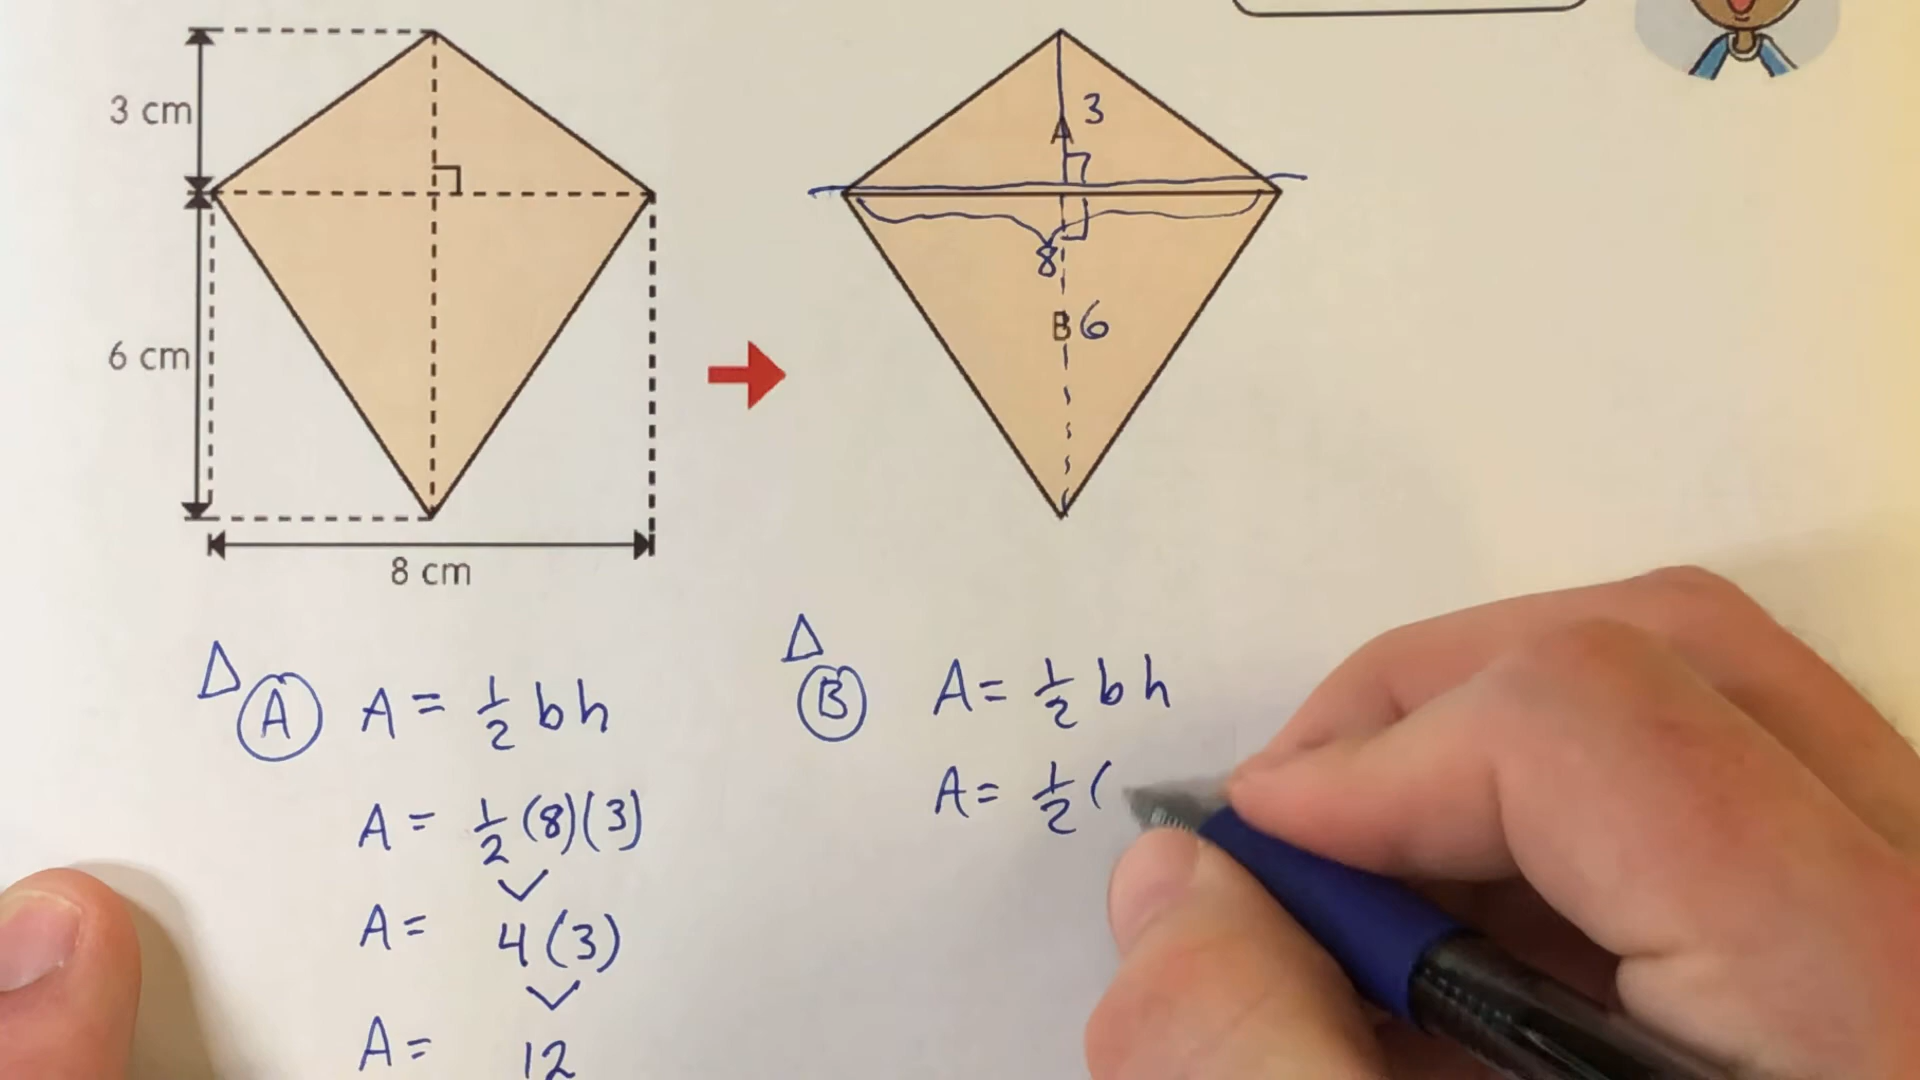 3 cm
6 cm
8 cm
A
3
8
B 6
Δ A A = 1/2 b h
A = 1/2 (8)(3)
A = 4 (3)
A = 12
Δ B A = 1/2 b h
A = 1/2 (